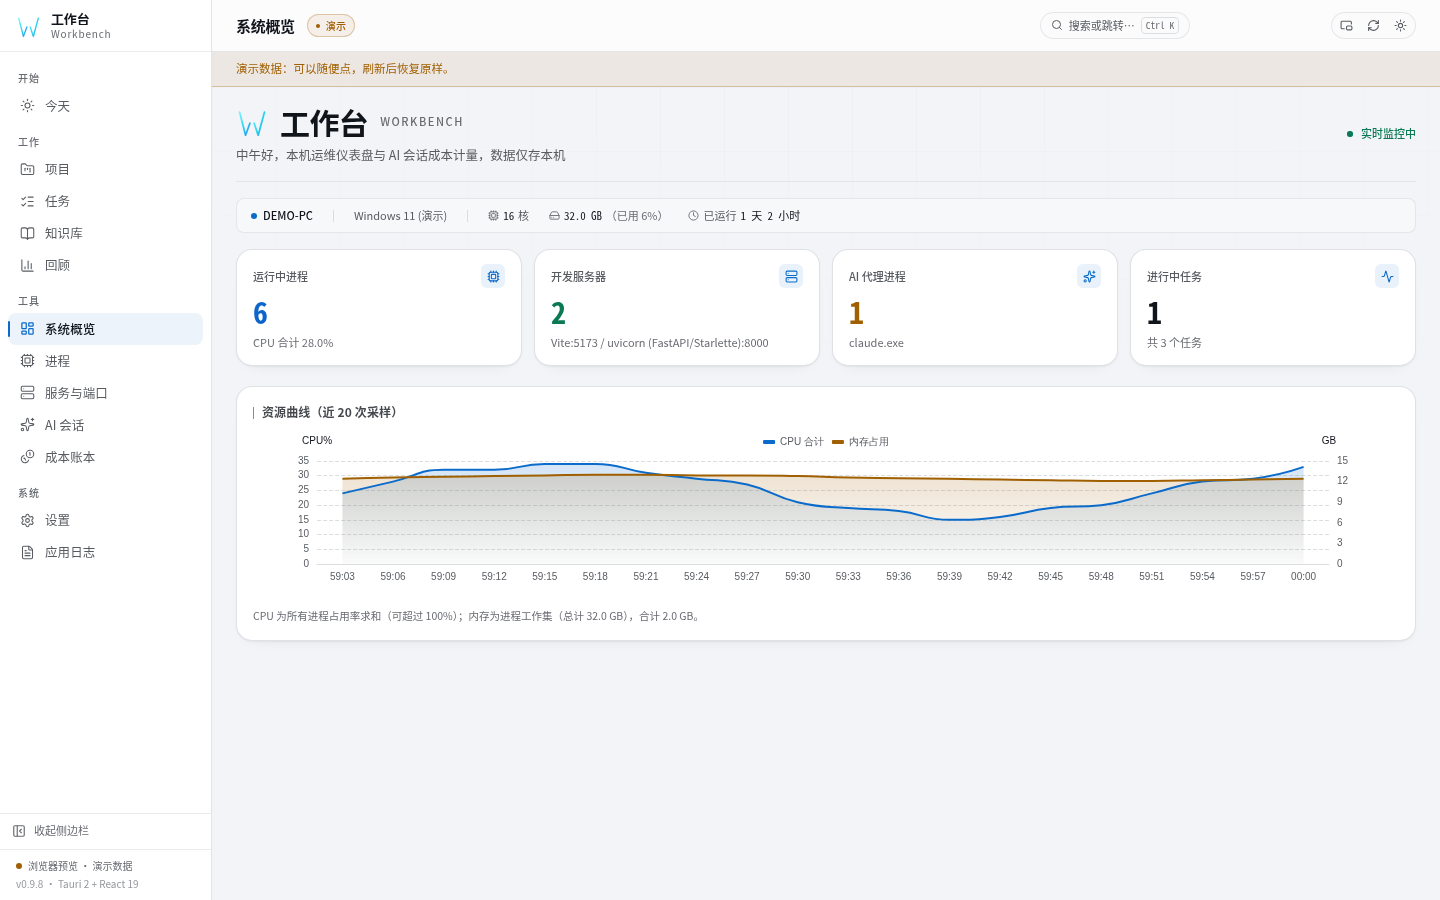 工作台
Workbench
开始
今天
工作
项目
任务
知识库
回顾
工具
系统概览
进程
服务与端口
AI 会话
成本账本
系统
设置
应用日志
收起侧边栏
浏览器预览 · 演示数据
v0.9.8 · Tauri 2 + React 19
系统概览
演示
搜索或跳转… Ctrl K
演示数据：可以随便点，刷新后恢复原样。
工作台 WORKBENCH
中午好，本机运维仪表盘与 AI 会话成本计量，数据仅存本机
实时监控中
DEMO-PC Windows 11 (演示) 16 核 32.0 GB （已用 6%） 已运行 1 天 2 小时
运行中进程
6
CPU 合计 28.0%
开发服务器
2
Vite:5173 / uvicorn (FastAPI/Starlette):8000
AI 代理进程
1
claude.exe
进行中任务
1
共 3 个任务
资源曲线（近 20 次采样）
CPU% CPU 合计 内存占用 GB
35 15
30 12
25 9
20 6
15 3
10 0
5
0
59:03 59:06 59:09 59:12 59:15 59:18 59:21 59:24 59:27 59:30 59:33 59:36 59:39 59:42 59:45 59:48 59:51 59:54 59:57 00:00
CPU 为所有进程占用率求和（可超过 100%）；内存为进程工作集（总计 32.0 GB），合计 2.0 GB。